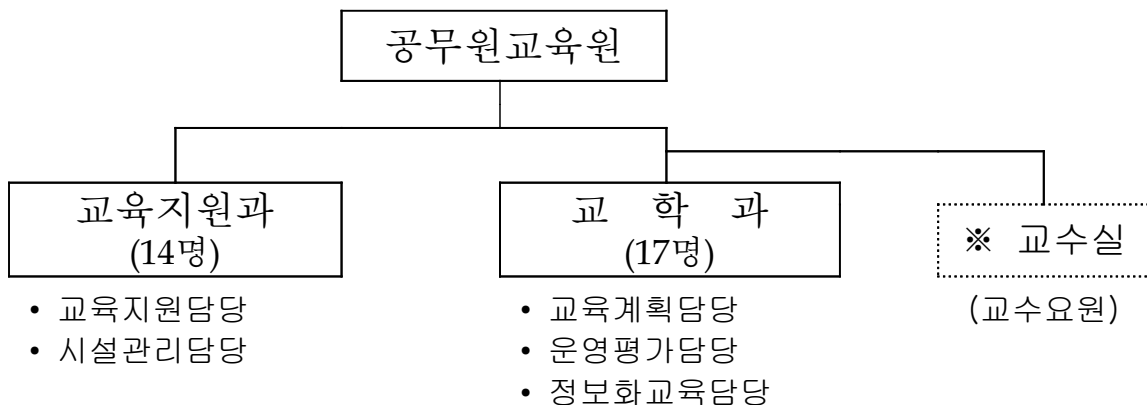 공무원교육원
교육지원과
(14명)
• 교육지원담당
• 시설관리담당
교 학 과
(17명)
• 교육계획담당
• 운영평가담당
• 정보화교육담당
※ 교수실
(교수요원)